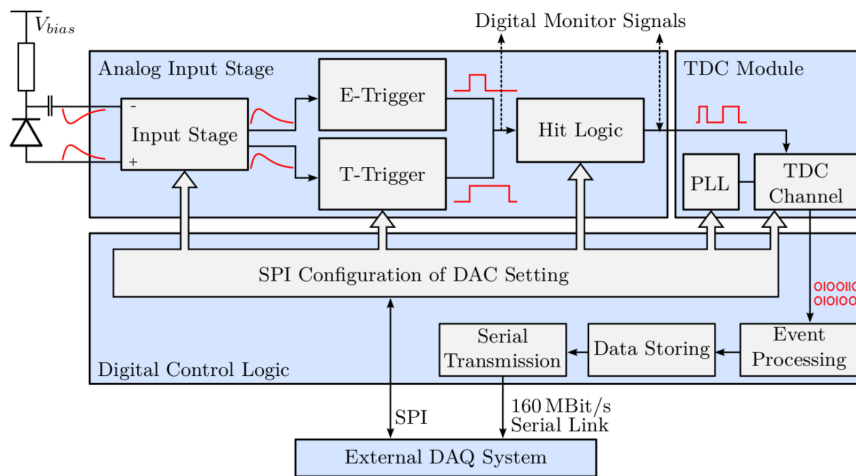 V_bias
Digital Monitor Signals
Analog Input Stage
TDC Module
-
+
Input Stage
E-Trigger
T-Trigger
Hit Logic
PLL
TDC
Channel
SPI Configuration of DAC Setting
0100110
010100
Event
Processing
Data Storing
Serial
Transmission
Digital Control Logic
SPI
160 MBit/s
Serial Link
External DAQ System